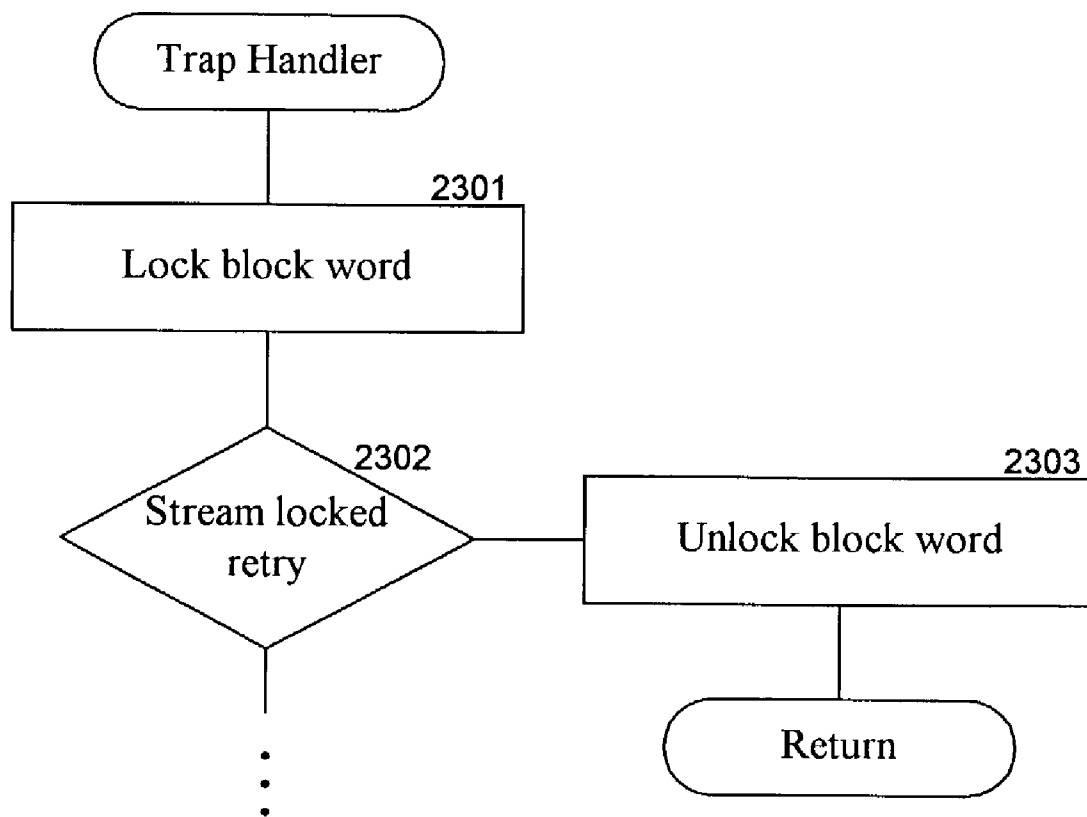 Trap Handler
2301
Lock block word
2302
Stream locked
retry
2303
Unlock block word
Return